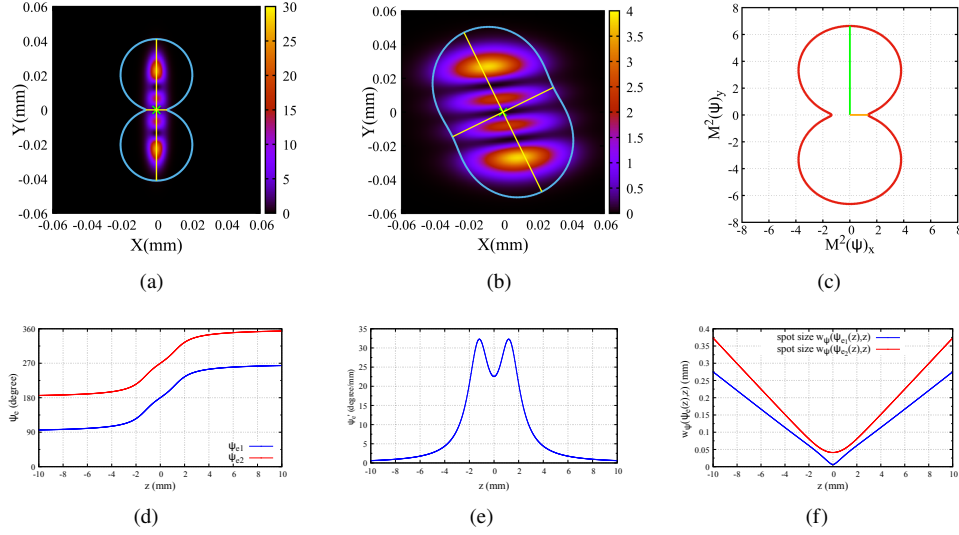 0.06
0.04
0.02
0
-0.02
-0.04
-0.06
Y(mm)
-0.06 -0.04 -0.02 0 0.02 0.04 0.06
X(mm)
30
25
20
15
10
5
0
(a)
0.06
0.04
0.02
0
-0.02
-0.04
-0.06
Y(mm)
-0.06 -0.04 -0.02 0 0.02 0.04 0.06
X(mm)
4
3.5
3
2.5
2
1.5
1
0.5
0
(b)
8
6
4
2
0
-2
-4
-6
-8
M²(ψ)y
-8 -6 -4 -2 0 2 4 6 8
M²(ψ)x
(c)
360
270
180
90
0
ψe (degree)
-10 -8 -6 -4 -2 0 2 4 6 8 10
z (mm)
ψe1
ψe2
(d)
35
30
25
20
15
10
5
0
ψe' (degree/mm)
-10 -8 -6 -4 -2 0 2 4 6 8 10
z (mm)
(e)
0.4
0.35
0.3
0.25
0.2
0.15
0.1
0.05
0
wψ(ψe(z),z) (mm)
spot size wψ(ψe1(z),z)
spot size wψ(ψe2(z),z)
-10 -8 -6 -4 -2 0 2 4 6 8 10
z (mm)
(f)